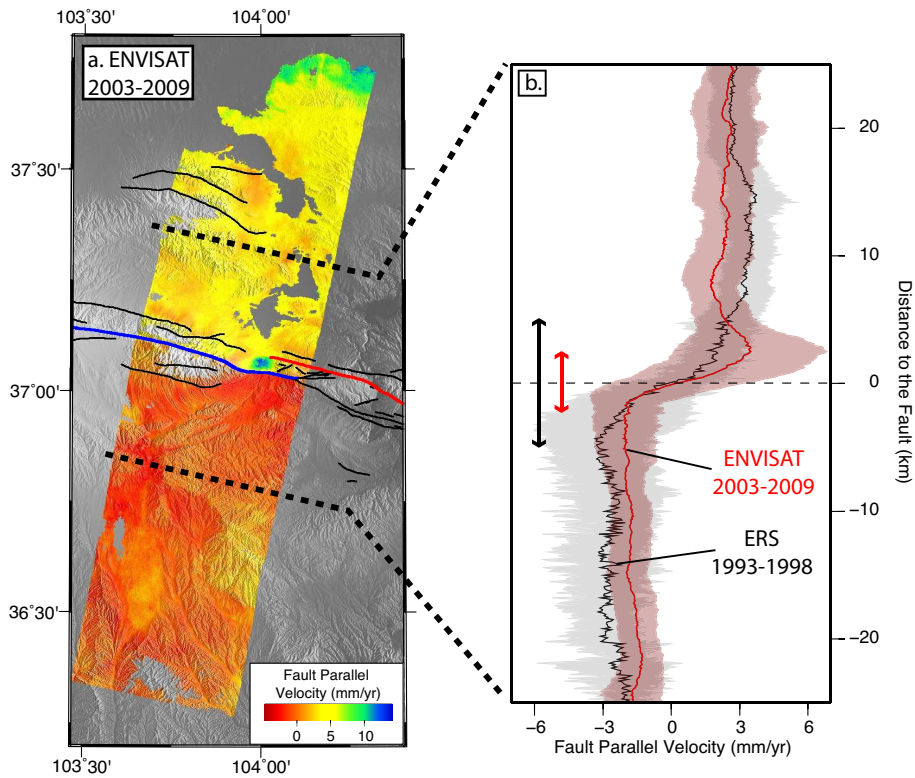 103˚30'
104˚00'
a. ENVISAT
2003-2009
37˚30'
37˚00'
36˚30'
Fault Parallel
Velocity (mm/yr)
0 5 10
103˚30'
104˚00'
b.
20
10
0
−10
−20
Distance to the Fault (km)
ENVISAT
2003-2009
ERS
1993-1998
−6 −3 0 3 6
Fault Parallel Velocity (mm/yr)